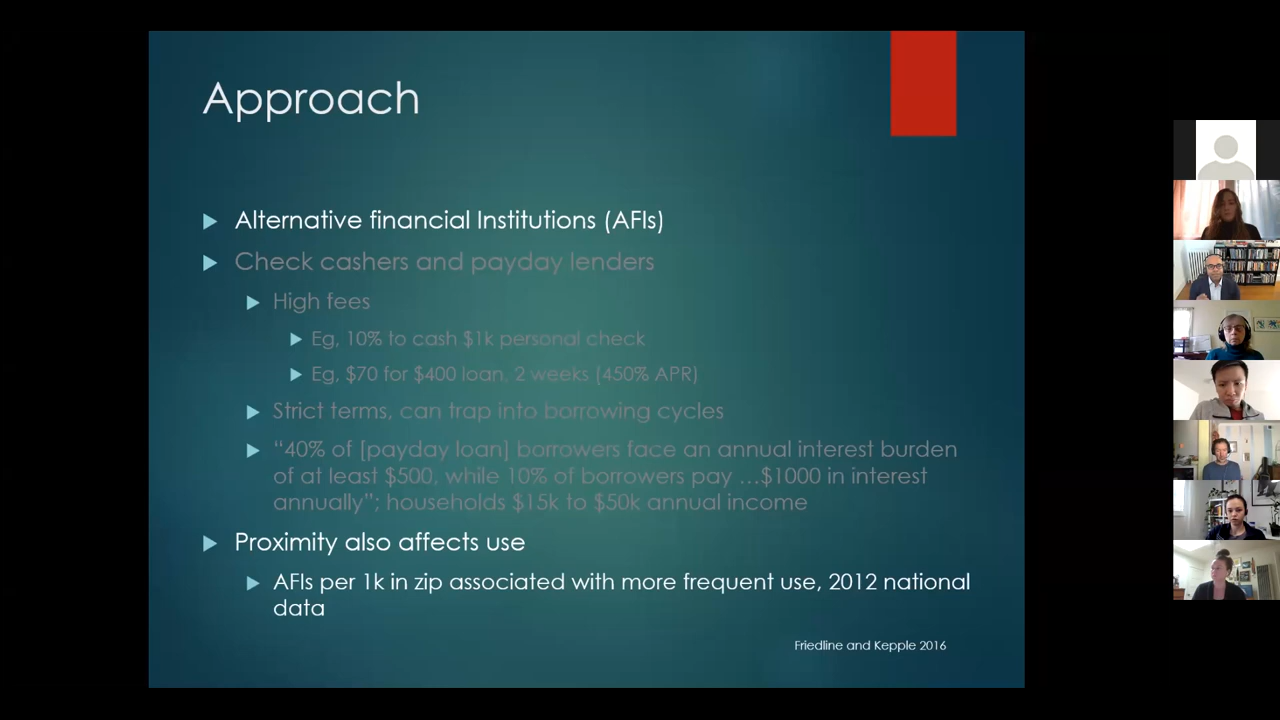 Approach
Alternative financial Institutions (AFIs)
Check cashers and payday lenders
High fees
Eg, 10% to cash $1k personal check
Eg, $70 for $400 loan, 2 weeks (450% APR)
Strict terms, can trap into borrowing cycles
“40% of [payday loan] borrowers face an annual interest burden
of at least $500, while 10% of borrowers pay …$1000 in interest
annually”; households $15k to $50k annual income
Proximity also affects use
AFIs per 1k in zip associated with more frequent use, 2012 national
data
Friedline and Kepple 2016